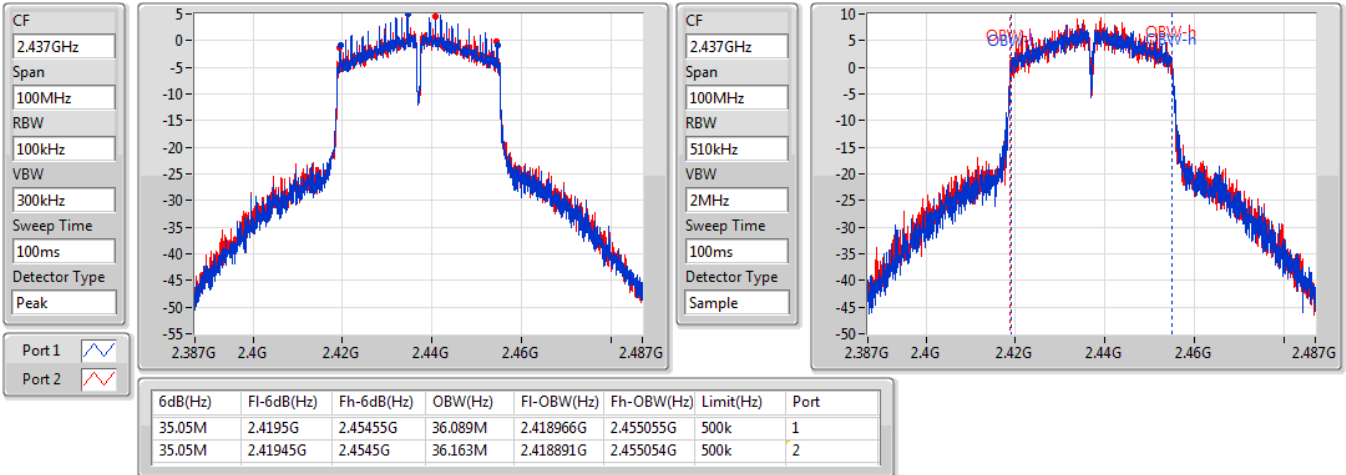 CF
2.437GHz
Span
100MHz
RBW
100kHz
VBW
300kHz
Sweep Time
100ms
Detector Type
Peak
5
0
-5
-10
-15
-20
-25
-30
-35
-40
-45
-50
-55
2.387G 2.4G 2.42G 2.44G 2.46G 2.487G
CF
2.437GHz
Span
100MHz
RBW
510kHz
VBW
2MHz
Sweep Time
100ms
Detector Type
Sample
10
5
0
-5
-10
-15
-20
-25
-30
-35
-40
-45
-50
OBW-l OBW-h
OBW-l OBW-h
2.387G 2.4G 2.42G 2.44G 2.46G 2.487G
Port 1
Port 2
6dB(Hz) Fl-6dB(Hz) Fh-6dB(Hz) OBW(Hz) Fl-OBW(Hz) Fh-OBW(Hz) Limit(Hz) Port
35.05M 2.4195G 2.45455G 36.089M 2.418966G 2.455055G 500k 1
35.05M 2.41945G 2.4545G 36.163M 2.418891G 2.455054G 500k 2